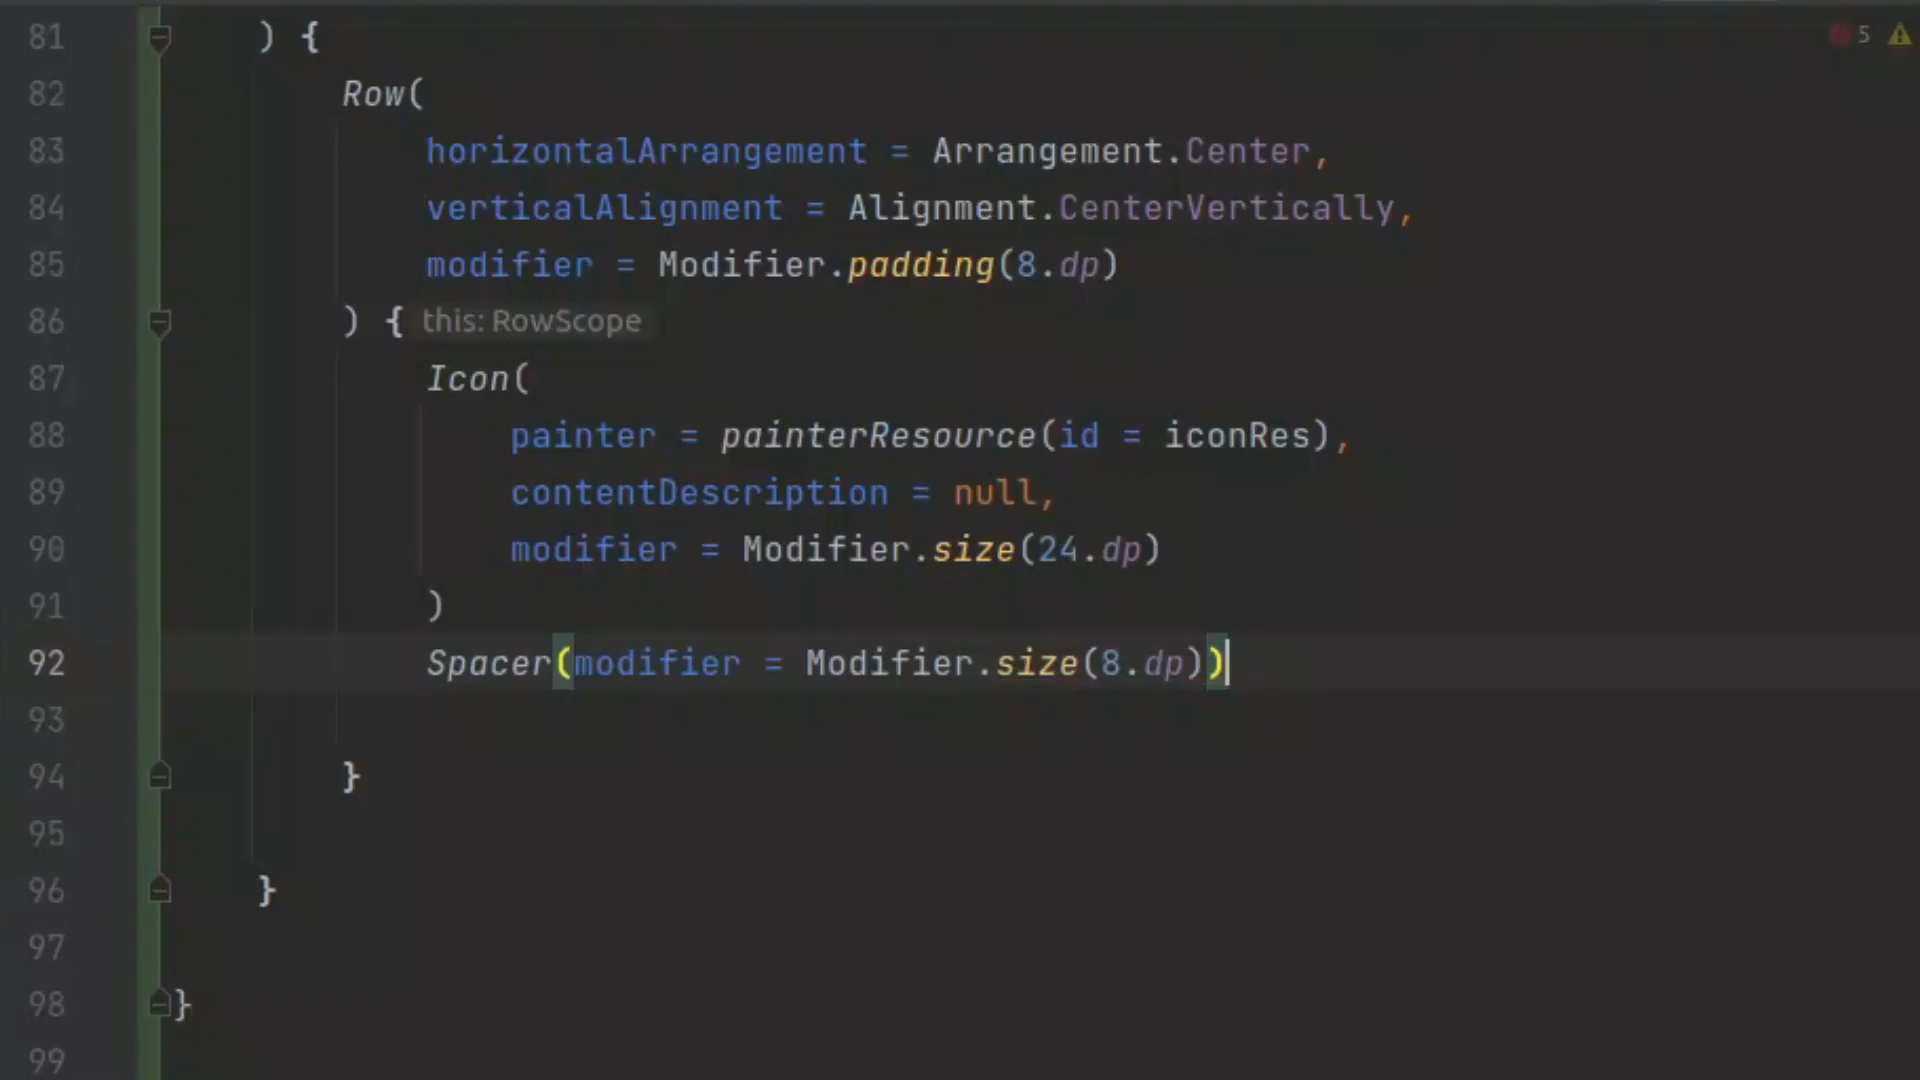 81 ) {
5
82 Row(
83 horizontalArrangement = Arrangement.Center,
84 verticalAlignment = Alignment.CenterVertically,
85 modifier = Modifier.padding(8.dp)
86 ) { this: RowScope
87 Icon(
88 painter = painterResource(id = iconRes),
89 contentDescription = null,
90 modifier = Modifier.size(24.dp)
91 )
92 Spacer(modifier = Modifier.size(8.dp))
93
94 }
95
96 }
97
98 }
99